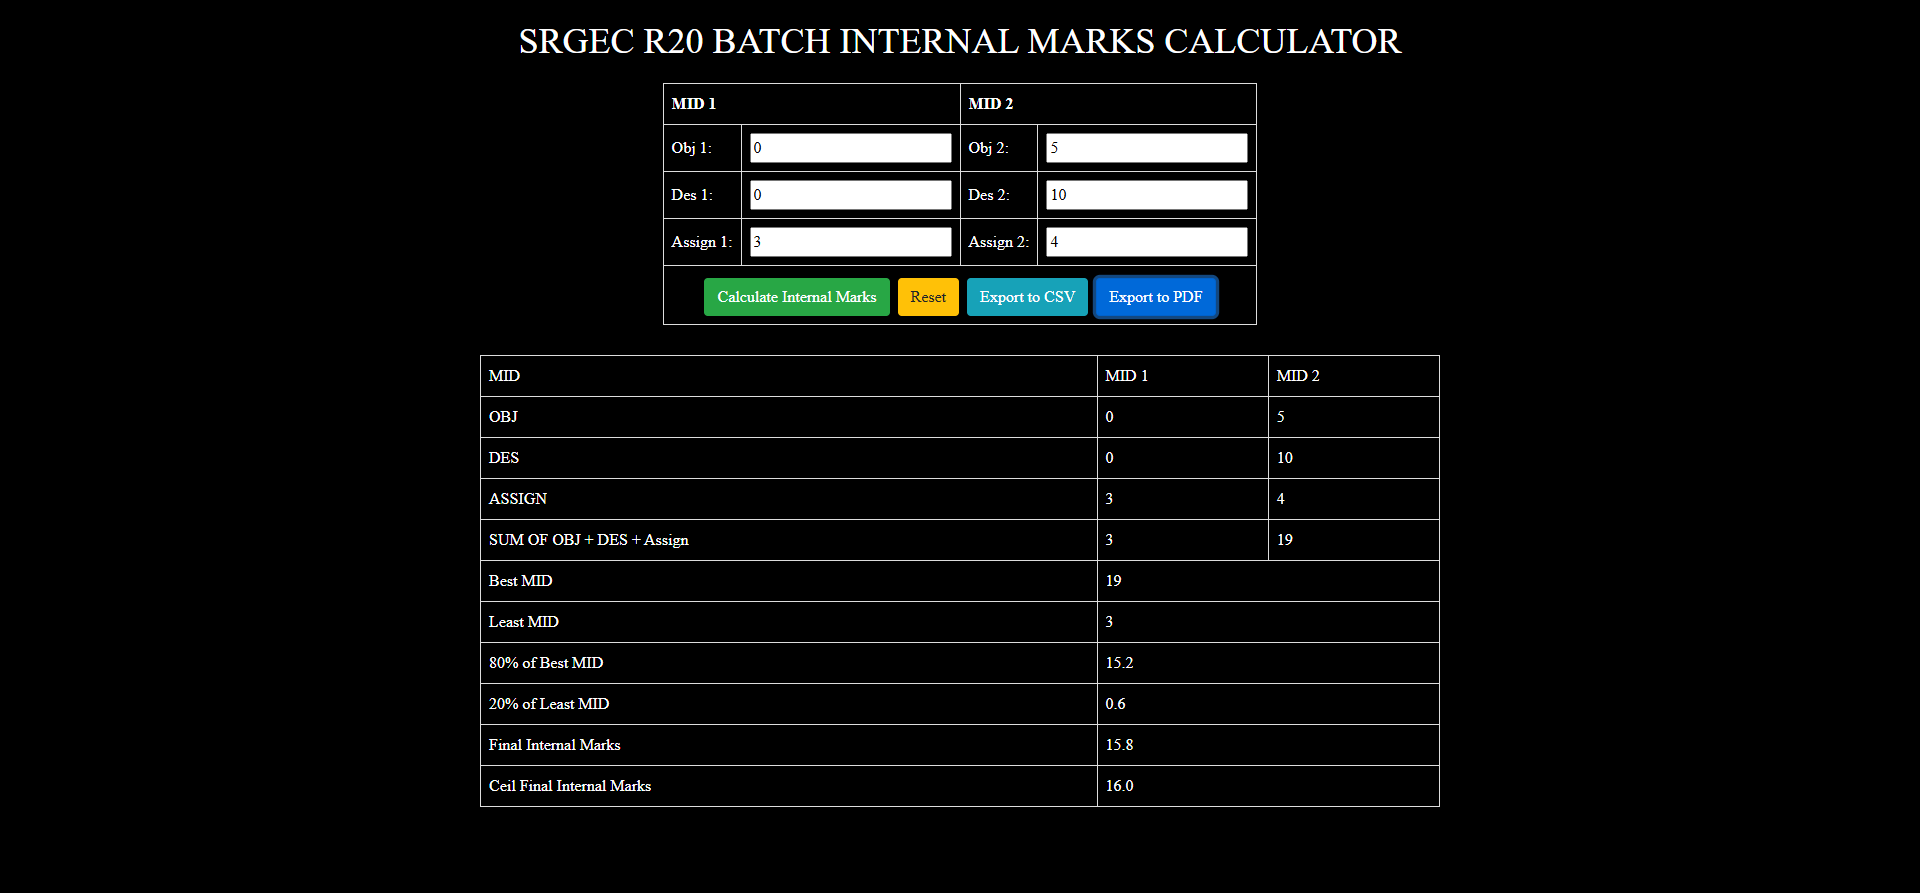 SRGEC R20 BATCH INTERNAL MARKS CALCULATOR
MID 1 MID 2
Obj 1: 0 Obj 2: 5
Des 1: 0 Des 2: 10
Assign 1: 3 Assign 2: 4
Calculate Internal Marks Reset Export to CSV Export to PDF
MID MID 1 MID 2
OBJ 0 5
DES 0 10
ASSIGN 3 4
SUM OF OBJ + DES + Assign 3 19
Best MID 19
Least MID 3
80% of Best MID 15.2
20% of Least MID 0.6
Final Internal Marks 15.8
Ceil Final Internal Marks 16.0